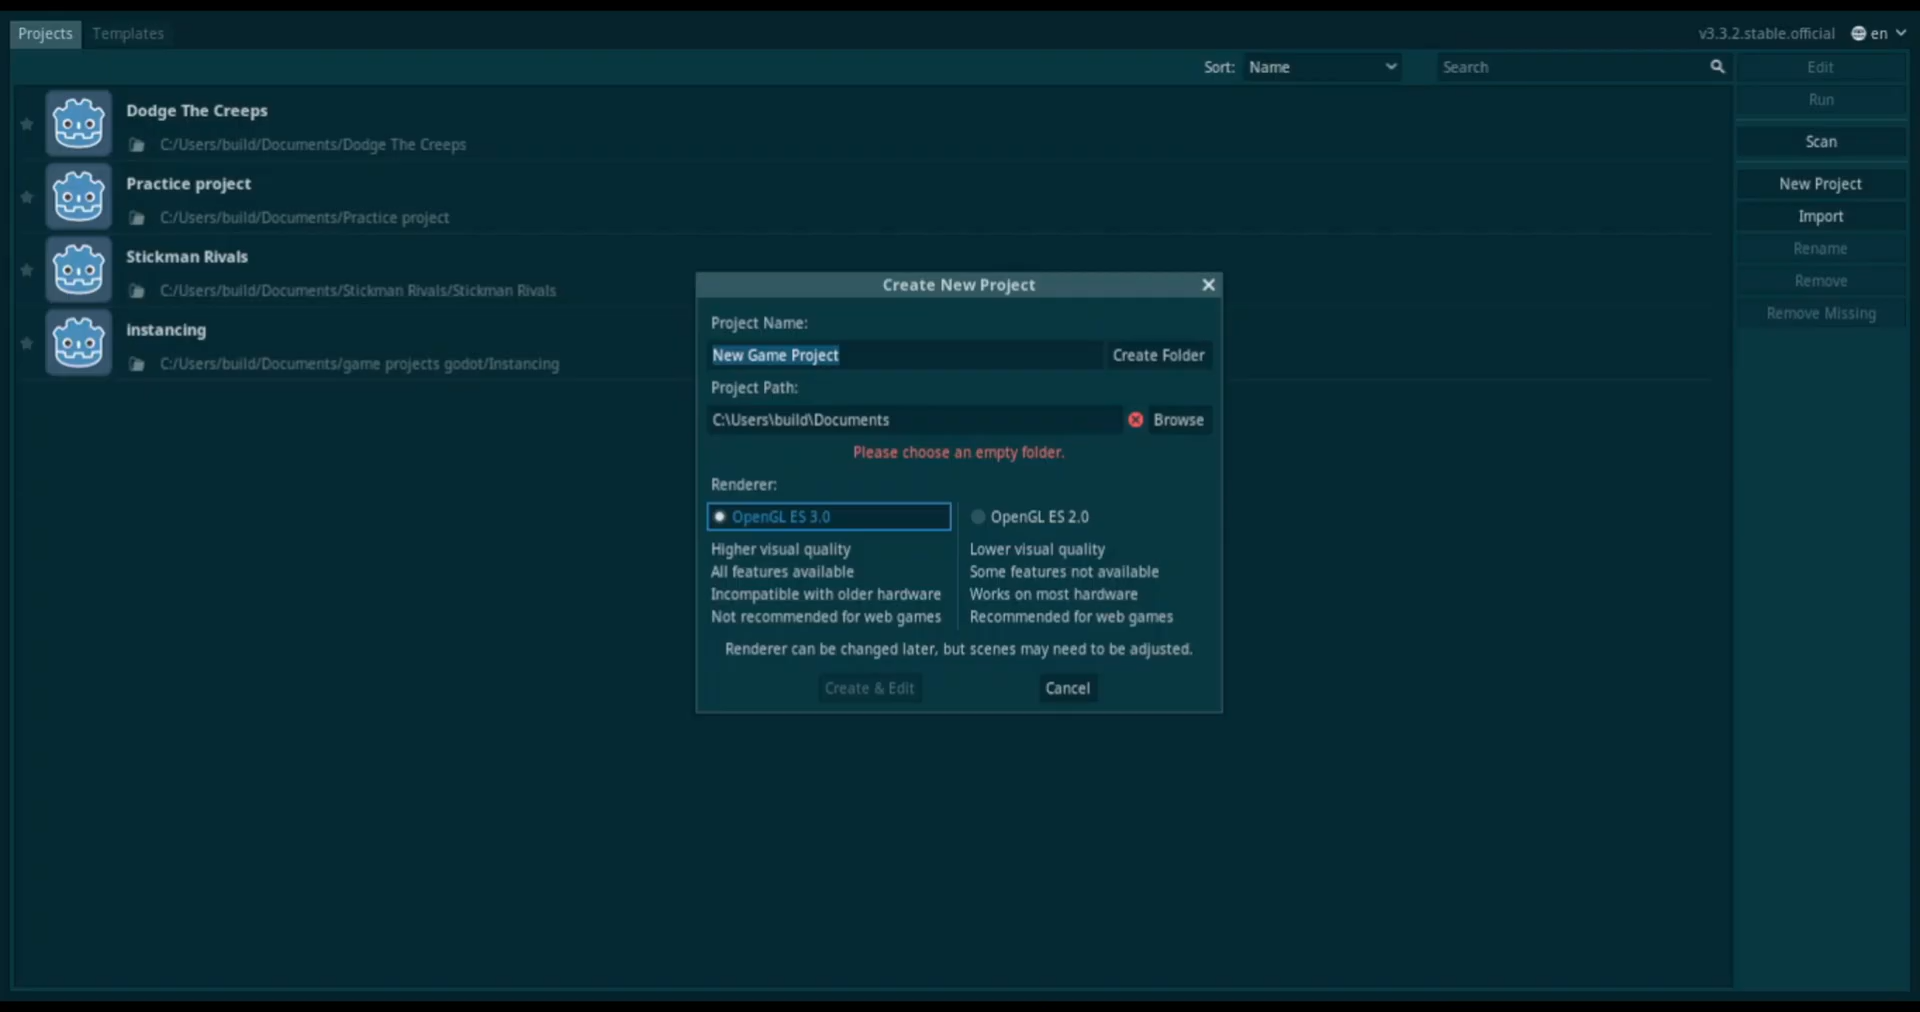 Projects Templates v3.3.2.stable.official en
Sort: Name Search Edit
Run
Scan
New Project
Import
Rename
Remove
Remove Missing
Dodge The Creeps
C:/Users/build/Documents/Dodge The Creeps
Practice project
C:/Users/build/Documents/Practice project
Stickman Rivals
C:/Users/build/Documents/Stickman Rivals/Stickman Rivals
instancing
C:/Users/build/Documents/game projects godot/Instancing
Create New Project
Project Name:
New Game Project Create Folder
Project Path:
C:\Users\build\Documents Browse
Please choose an empty folder.
Renderer:
OpenGL ES 3.0 OpenGL ES 2.0
Higher visual quality Lower visual quality
All features available Some features not available
Incompatible with older hardware Works on most hardware
Not recommended for web games Recommended for web games
Renderer can be changed later, but scenes may need to be adjusted.
Create & Edit Cancel